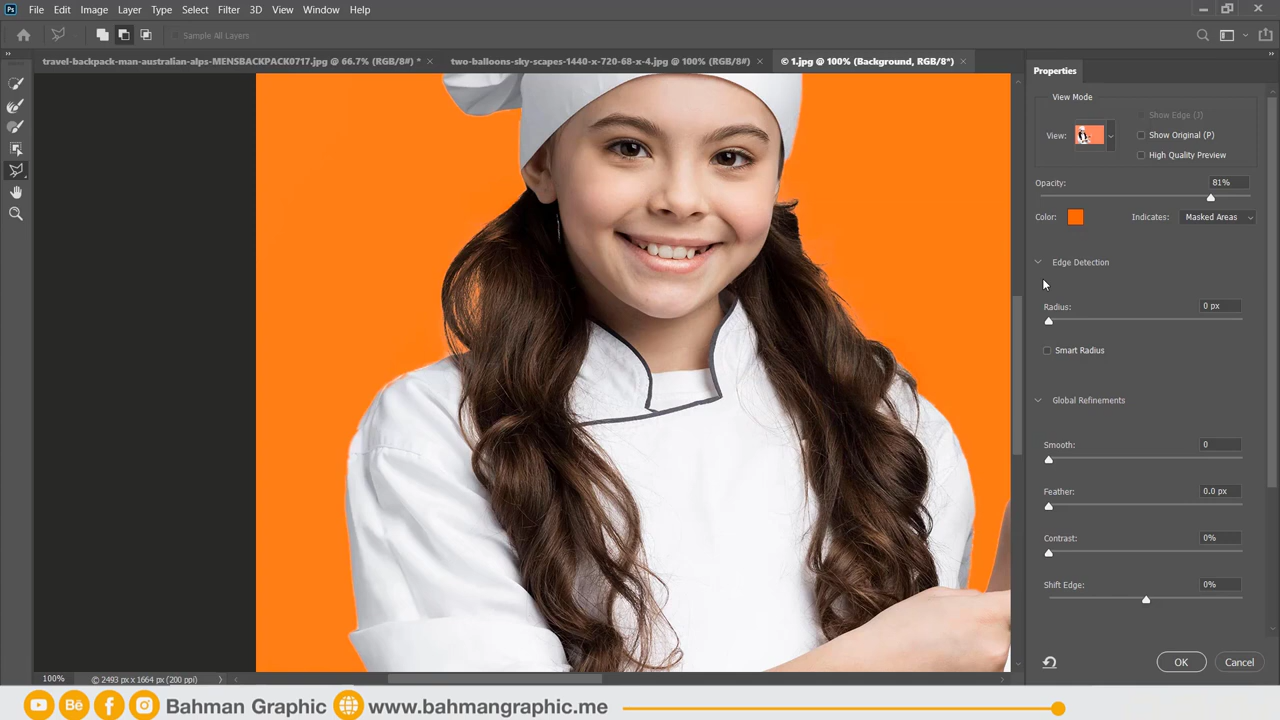 Ps File Edit Image Layer Type Select Filter 3D View Window Help
Sample All Layers
travel-backpack-man-australian-alps-MENSBACKPACK0717.jpg @ 66.7% (RGB/8#) * ×
two-balloons-sky-scapes-1440-x-720-68-x-4.jpg @ 100% (RGB/8#) ×
© 1.jpg @ 100% (Background, RGB/8*) ×
Properties
View Mode
Show Edge (J)
View:
Show Original (P)
High Quality Preview
Opacity: 81%
Color:
Indicates: Masked Areas
Edge Detection
Radius: 0 px
Smart Radius
Global Refinements
Smooth: 0
Feather: 0.0 px
Contrast: 0%
Shift Edge: 0%
OK Cancel
100% © 2493 px x 1664 px (200 ppi)
Bē Bahman Graphic www.bahmangraphic.me